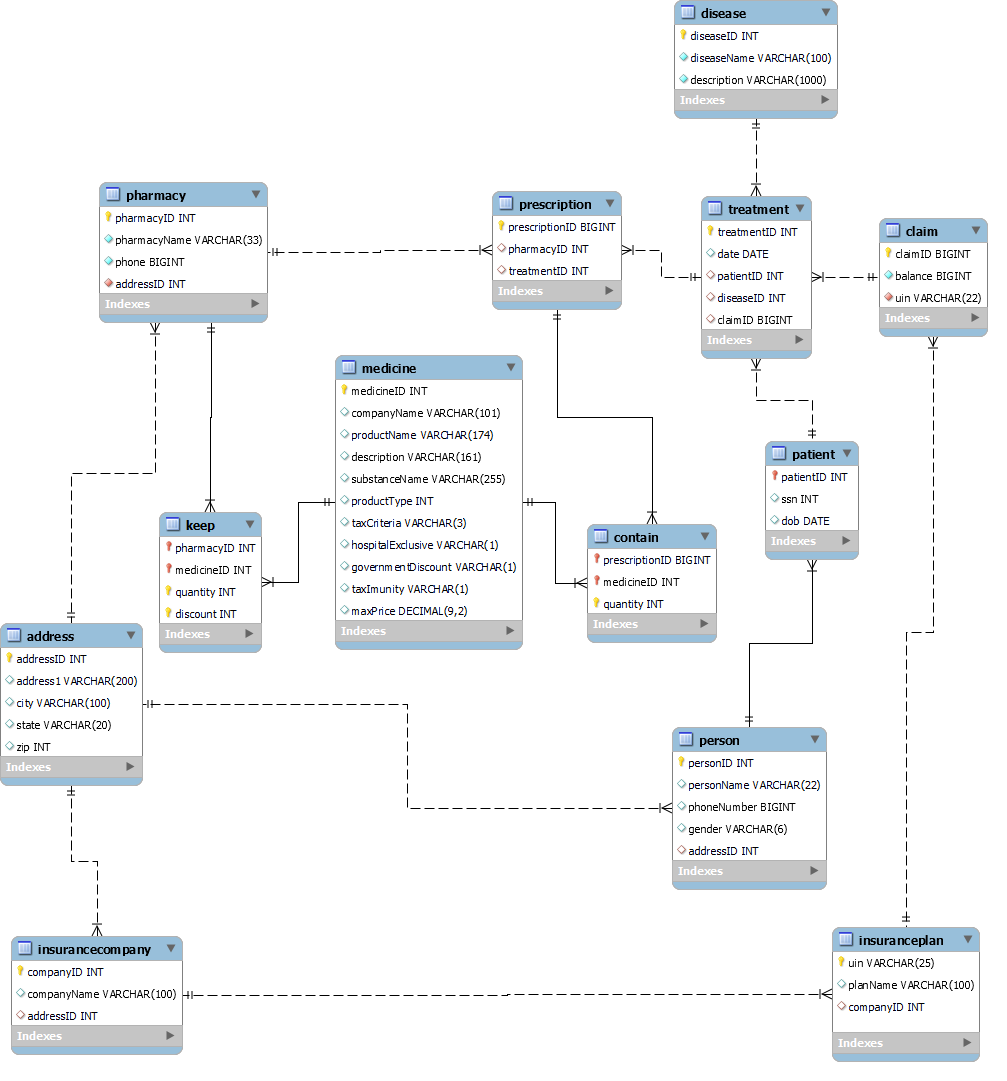 disease
diseaseID INT
diseaseName VARCHAR(100)
description VARCHAR(1000)
Indexes
pharmacy
pharmacyID INT
pharmacyName VARCHAR(33)
phone BIGINT
addressID INT
Indexes
prescription
prescriptionID BIGINT
pharmacyID INT
treatmentID INT
Indexes
treatment
treatmentID INT
date DATE
patientID INT
diseaseID INT
claimID BIGINT
Indexes
claim
claimID BIGINT
balance BIGINT
uin VARCHAR(22)
Indexes
medicine
medicineID INT
companyName VARCHAR(101)
productName VARCHAR(174)
description VARCHAR(161)
substanceName VARCHAR(255)
productType INT
taxCriteria VARCHAR(3)
hospitalExclusive VARCHAR(1)
governmentDiscount VARCHAR(1)
taxImunity VARCHAR(1)
maxPrice DECIMAL(9,2)
Indexes
patient
patientID INT
ssn INT
dob DATE
Indexes
keep
pharmacyID INT
medicineID INT
quantity INT
discount INT
Indexes
contain
prescriptionID BIGINT
medicineID INT
quantity INT
Indexes
address
addressID INT
address1 VARCHAR(200)
city VARCHAR(100)
state VARCHAR(20)
zip INT
Indexes
person
personID INT
personName VARCHAR(22)
phoneNumber BIGINT
gender VARCHAR(6)
addressID INT
Indexes
insurancecompany
companyID INT
companyName VARCHAR(100)
addressID INT
Indexes
insuranceplan
uin VARCHAR(25)
planName VARCHAR(100)
companyID INT
Indexes